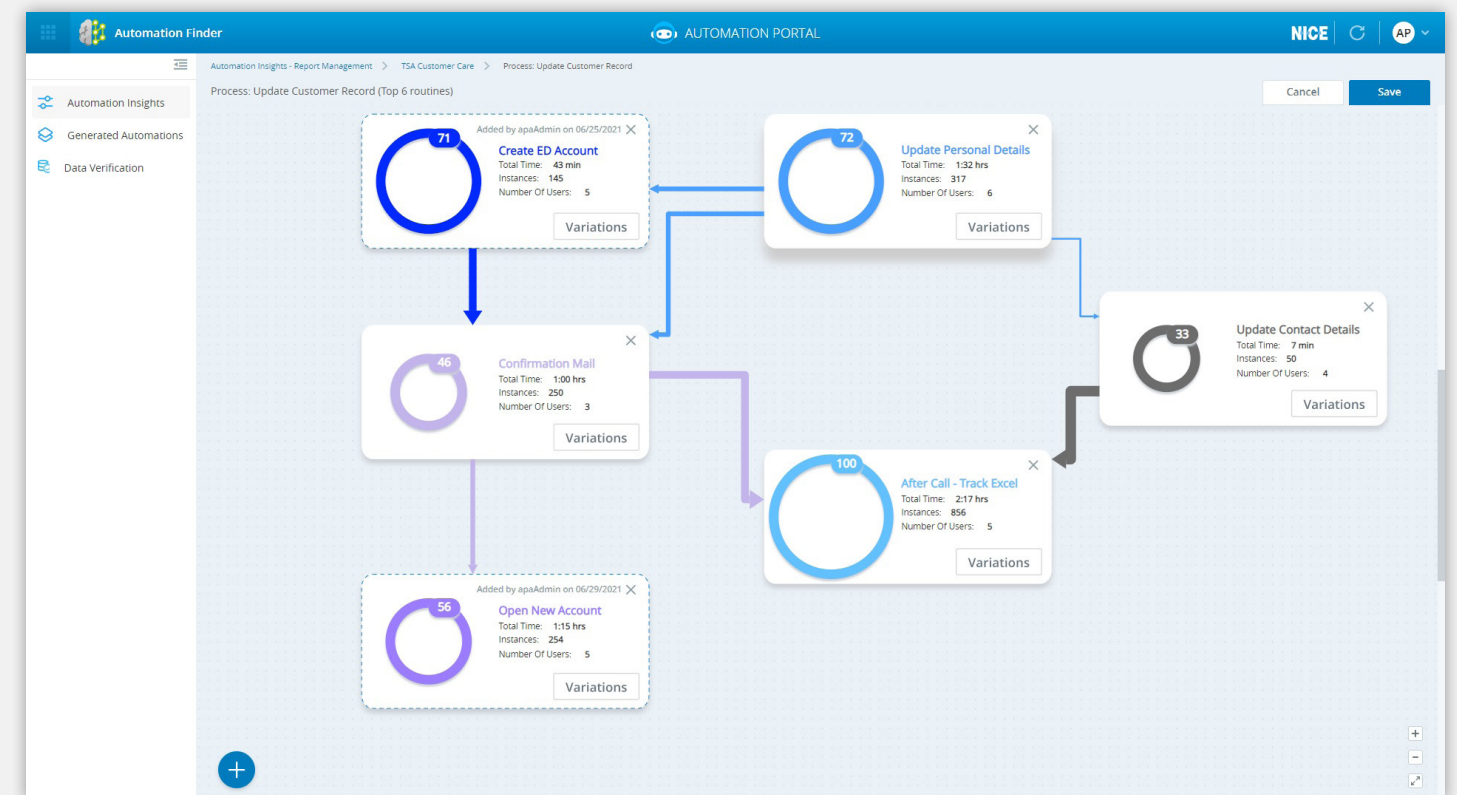 Automation Finder
AUTOMATION PORTAL
NICE
AP
Automation Insights - Report Management > TSA Customer Care > Process: Update Customer Record
Process: Update Customer Record (Top 6 routines)
Cancel
Save
Automation Insights
Generated Automations
Data Verification
Added by apaAdmin on 06/25/2021
71
Create ED Account
Total Time: 43 min
Instances: 145
Number Of Users: 5
Variations
72
Update Personal Details
Total Time: 1:32 hrs
Instances: 317
Number Of Users: 6
Variations
33
Update Contact Details
Total Time: 7 min
Instances: 50
Number Of Users: 4
Variations
46
Confirmation Mail
Total Time: 1:00 hrs
Instances: 250
Number Of Users: 3
Variations
100
After Call - Track Excel
Total Time: 2:17 hrs
Instances: 856
Number Of Users: 5
Variations
Added by apaAdmin on 06/29/2021
56
Open New Account
Total Time: 1:15 hrs
Instances: 254
Number Of Users: 5
Variations